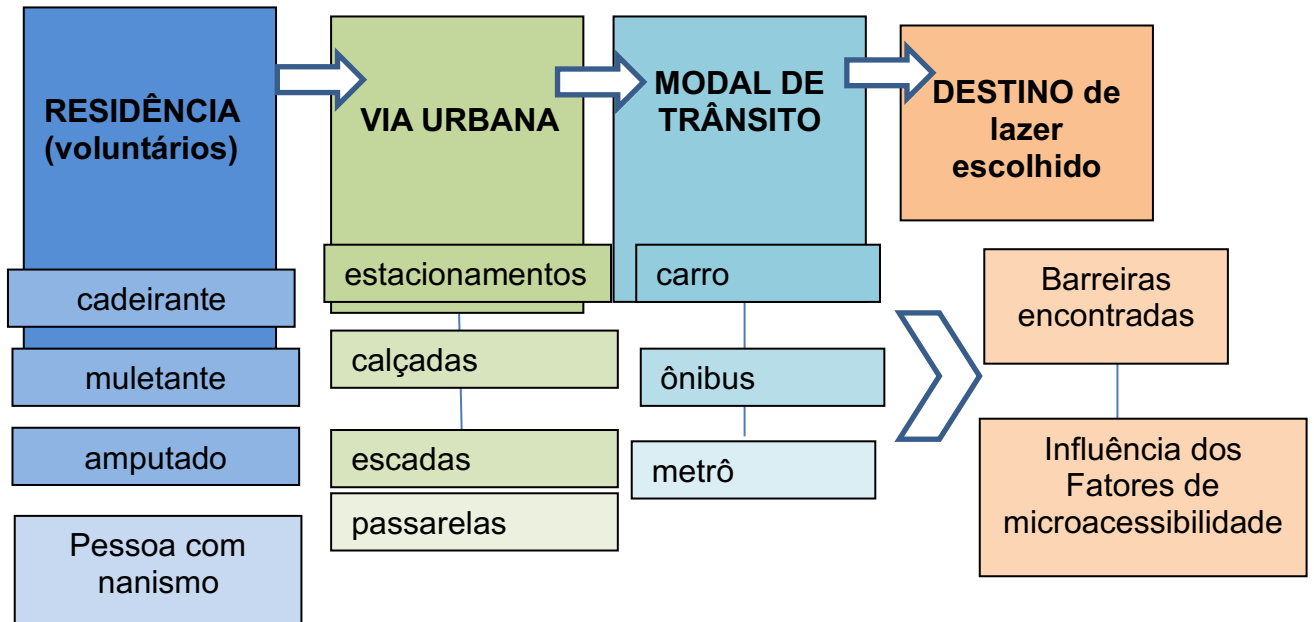 RESIDÊNCIA
(voluntários)
VIA URBANA
MODAL DE
TRÂNSITO
DESTINO de
lazer
escolhido
cadeirante
muletante
amputado
Pessoa com
nanismo
estacionamentos
calçadas
escadas
passarelas
carro
ônibus
metrô
Barreiras
encontradas
Influência dos
Fatores de
microacessibilidade